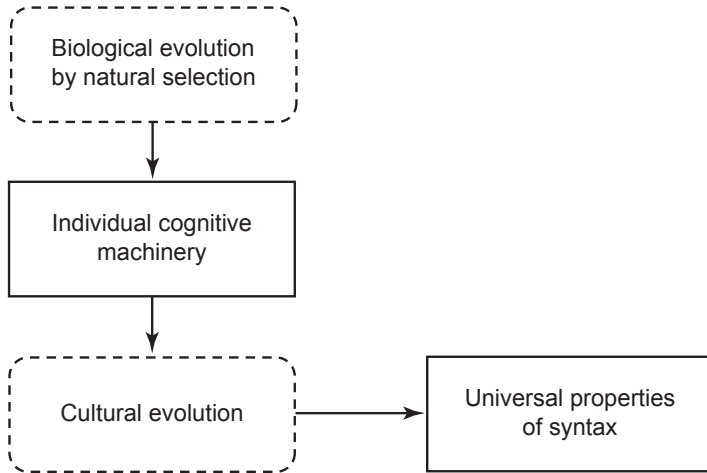 Biological evolution
by natural selection
Individual cognitive
machinery
Cultural evolution
Universal properties
of syntax